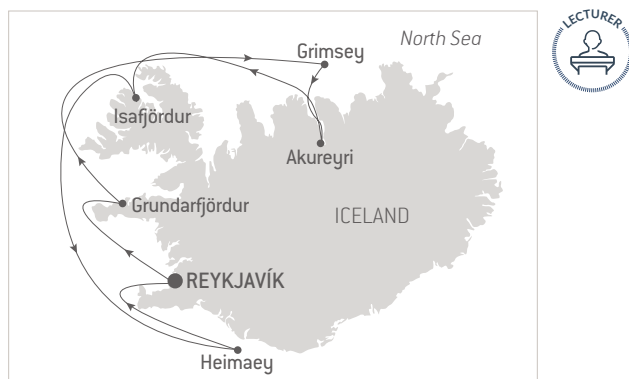 LECTURER
North Sea
Grimsey
Isafjördur
Akureyri
Grundarfjördur
ICELAND
REYKJAVÍK
Heimaey